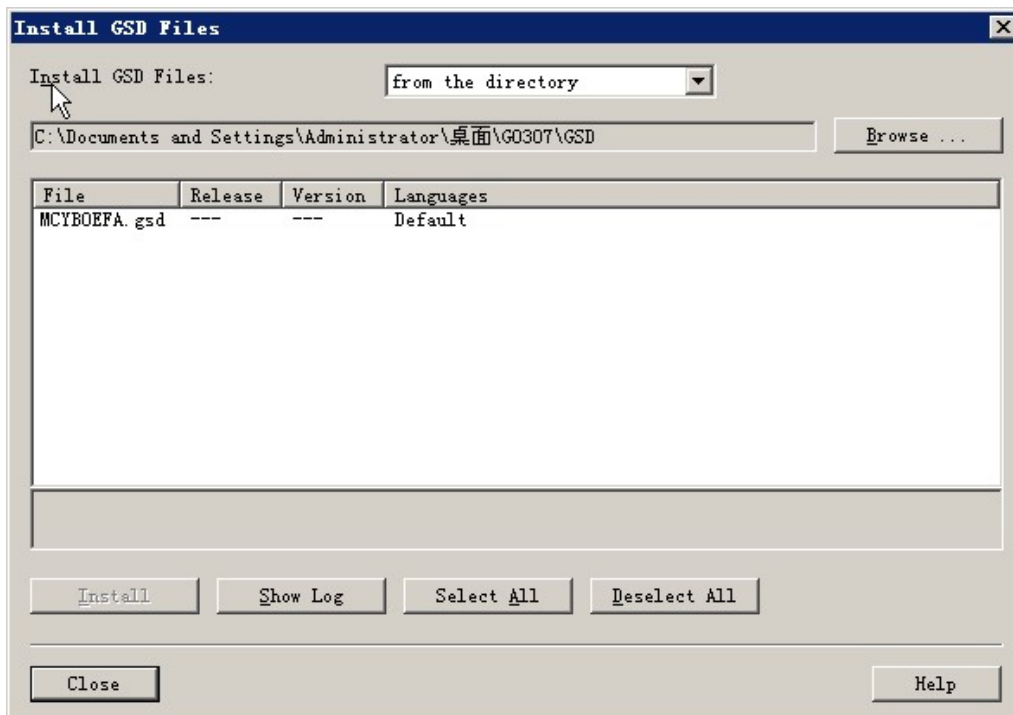 Install GSD Files
Install GSD Files: from the directory
C:\Documents and Settings\Administrator\桌面\G0307\GSD Browse ...
File Release Version Languages
MCYBOEFA.gsd --- --- Default
Install Show Log Select All Deselect All
Close Help